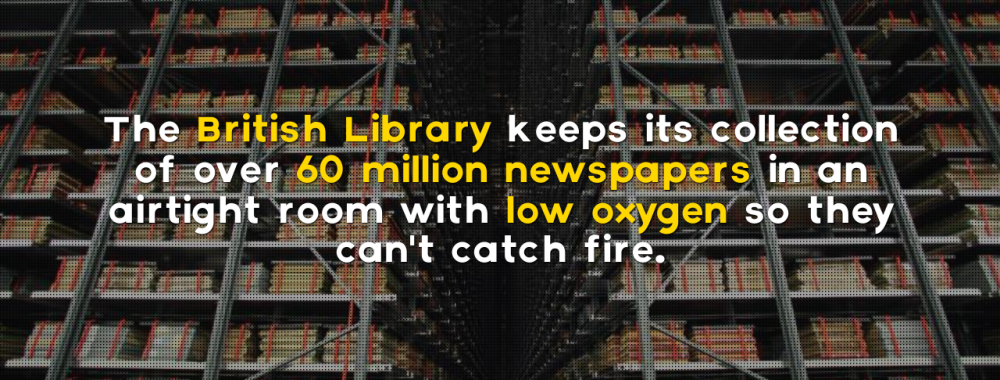 The British Library keeps its collection
of over 60 million newspapers in an
airtight room with low oxygen so they
can't catch fire.